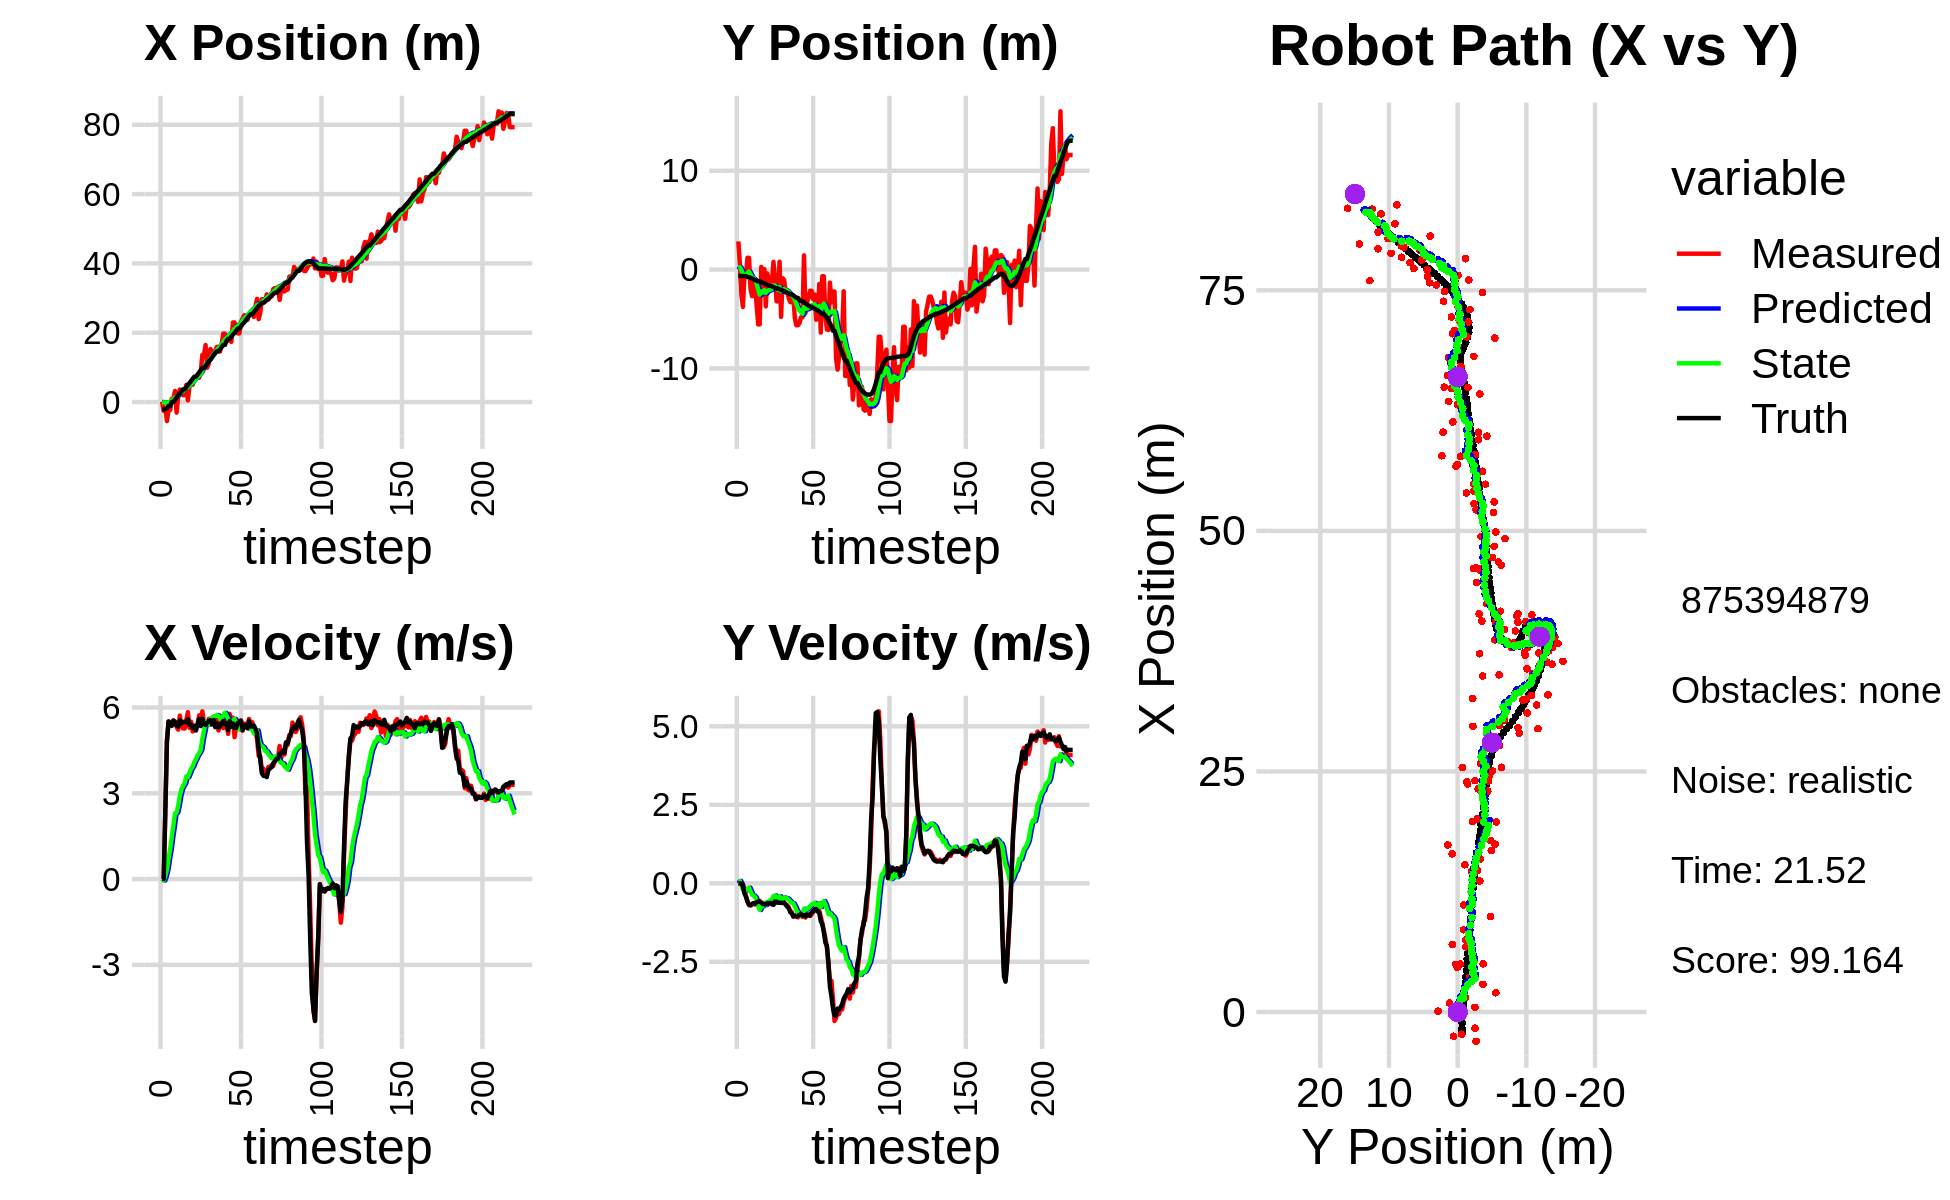 X Position (m)
80
60
40
20
0
0
50
100
150
200
timestep
Y Position (m)
10
0
-10
0
50
100
150
200
timestep
X Velocity (m/s)
6
3
0
-3
0
50
100
150
200
timestep
Y Velocity (m/s)
5.0
2.5
0.0
-2.5
0
50
100
150
200
timestep
Robot Path (X vs Y)
X Position (m)
75
50
25
0
20 10 0 -10 -20
Y Position (m)
variable
Measured
Predicted
State
Truth
875394879
Obstacles: none
Noise: realistic
Time: 21.52
Score: 99.164